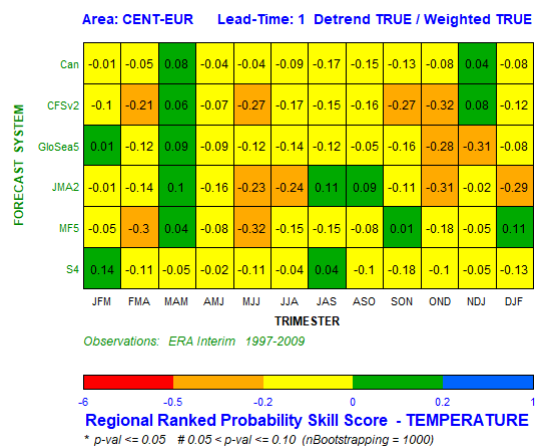 Area: CENT-EUR Lead-Time: 1 Detrend TRUE / Weighted TRUE
FORECAST SYSTEM
Can -0.01 -0.05 0.08 -0.04 -0.04 -0.09 -0.17 -0.15 -0.13 -0.08 0.04 -0.08
CFSv2 -0.1 -0.21 0.06 -0.07 -0.27 -0.17 -0.15 -0.16 -0.27 -0.32 0.08 -0.12
GloSea5 0.01 -0.12 0.09 -0.09 -0.12 -0.14 -0.12 -0.05 -0.16 -0.28 -0.31 -0.08
JMA2 -0.01 -0.14 0.1 -0.16 -0.23 -0.24 0.11 0.09 -0.11 -0.31 -0.02 -0.29
MF5 -0.05 -0.3 0.04 -0.08 -0.32 -0.15 -0.15 -0.08 0.01 -0.18 -0.05 0.11
S4 0.14 -0.11 -0.05 -0.02 -0.11 -0.04 0.04 -0.1 -0.18 -0.1 -0.05 -0.13
JFM FMA MAM AMJ MJJ JJA JAS ASO SON OND NDJ DJF
TRIMESTER
Observations: ERA Interim 1997-2009
-6 -0.5 -0.2 0 0.2 1
Regional Ranked Probability Skill Score - TEMPERATURE
* p-val <= 0.05 # 0.05 < p-val <= 0.10 (nBootstrapping = 1000)